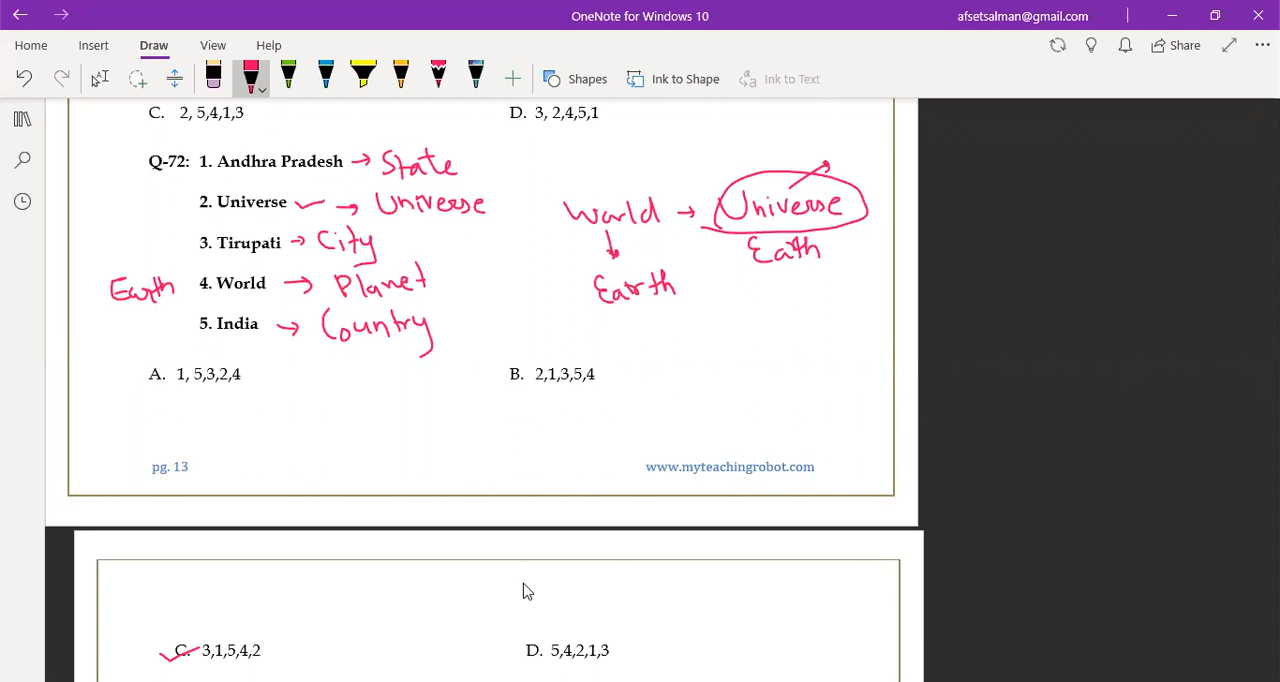 OneNote for Windows 10
afsetsalman@gmail.com
Home Insert Draw View Help
Share
Shapes Ink to Shape Ink to Text
C. 2, 5,4,1,3 D. 3, 2,4,5,1
Q-72: 1. Andhra Pradesh → State
2. Universe → Universe
World → Universe
3. Tirupati → City
Earth
Earth 4. World → Planet
Earth
5. India → Country
A. 1, 5,3,2,4 B. 2,1,3,5,4
pg. 13 www.myteachingrobot.com
C. 3,1,5,4,2 D. 5,4,2,1,3